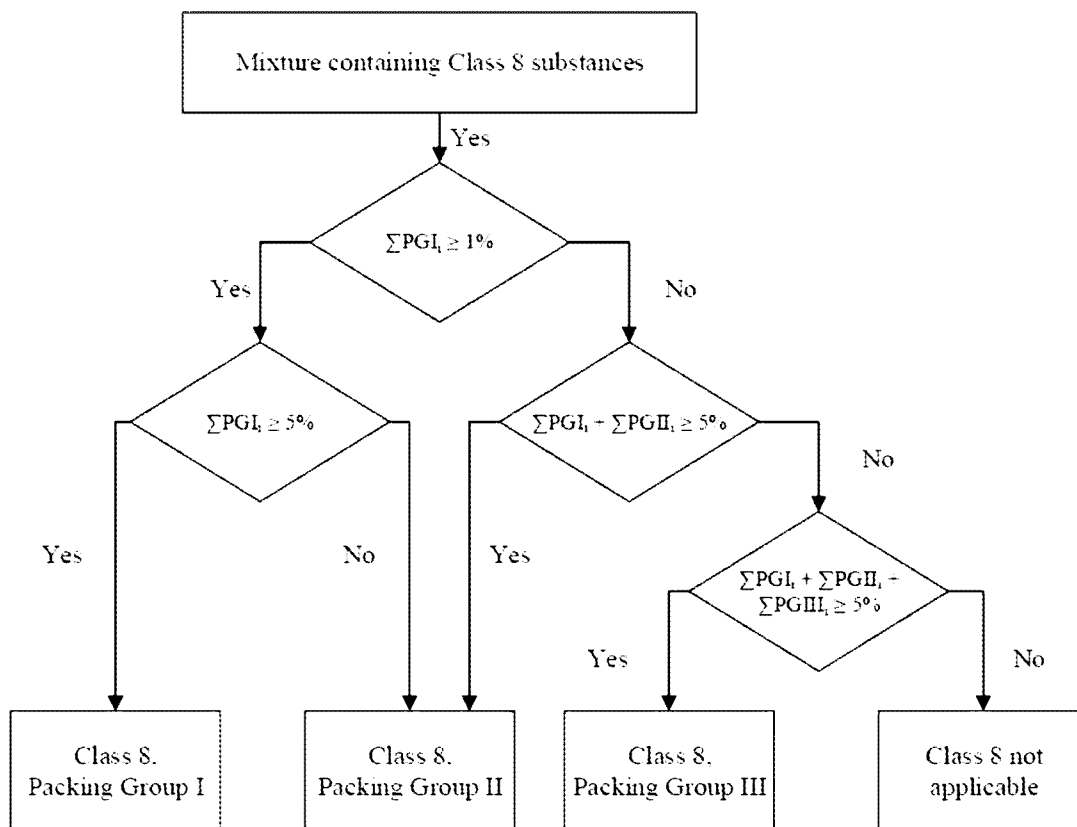 Mixture containing Class 8 substances
Yes
∑PGIᵢ ≥ 1%
Yes
No
∑PGIᵢ ≥ 5%
∑PGIᵢ + ∑PGIIᵢ ≥ 5%
No
Yes
No
Yes
∑PGIᵢ + ∑PGIIᵢ +
∑PGIIIᵢ ≥ 5%
Yes
No
Class 8,
Packing Group I
Class 8,
Packing Group II
Class 8,
Packing Group III
Class 8 not
applicable